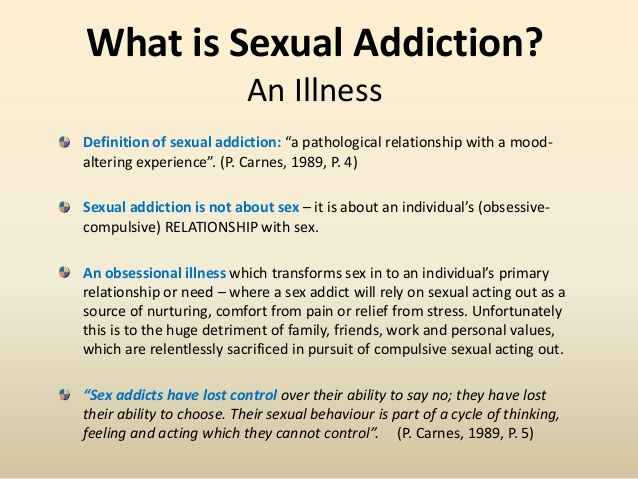 What is Sexual Addiction?
An Illness
Definition of sexual addiction: “a pathological relationship with a mood-
altering experience”. (P. Carnes, 1989, P. 4)
Sexual addiction is not about sex – it is about an individual’s (obsessive-
compulsive) RELATIONSHIP with sex.
An obsessional illness which transforms sex in to an individual’s primary
relationship or need – where a sex addict will rely on sexual acting out as a
source of nurturing, comfort from pain or relief from stress. Unfortunately
this is to the huge detriment of family, friends, work and personal values,
which are relentlessly sacrificed in pursuit of compulsive sexual acting out.
“Sex addicts have lost control over their ability to say no; they have lost
their ability to choose. Their sexual behaviour is part of a cycle of thinking,
feeling and acting which they cannot control”. (P. Carnes, 1989, P. 5)